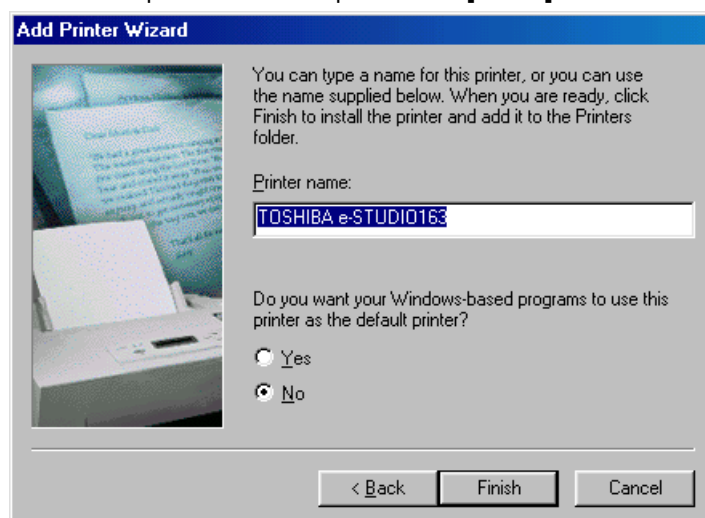 Add Printer Wizard
You can type a name for this printer, or you can use
the name supplied below. When you are ready, click
Finish to install the printer and add it to the Printers
folder.
Printer name:
TOSHIBA e-STUDIO163
Do you want your Windows-based programs to use this
printer as the default printer?
Yes
No
< Back
Finish
Cancel